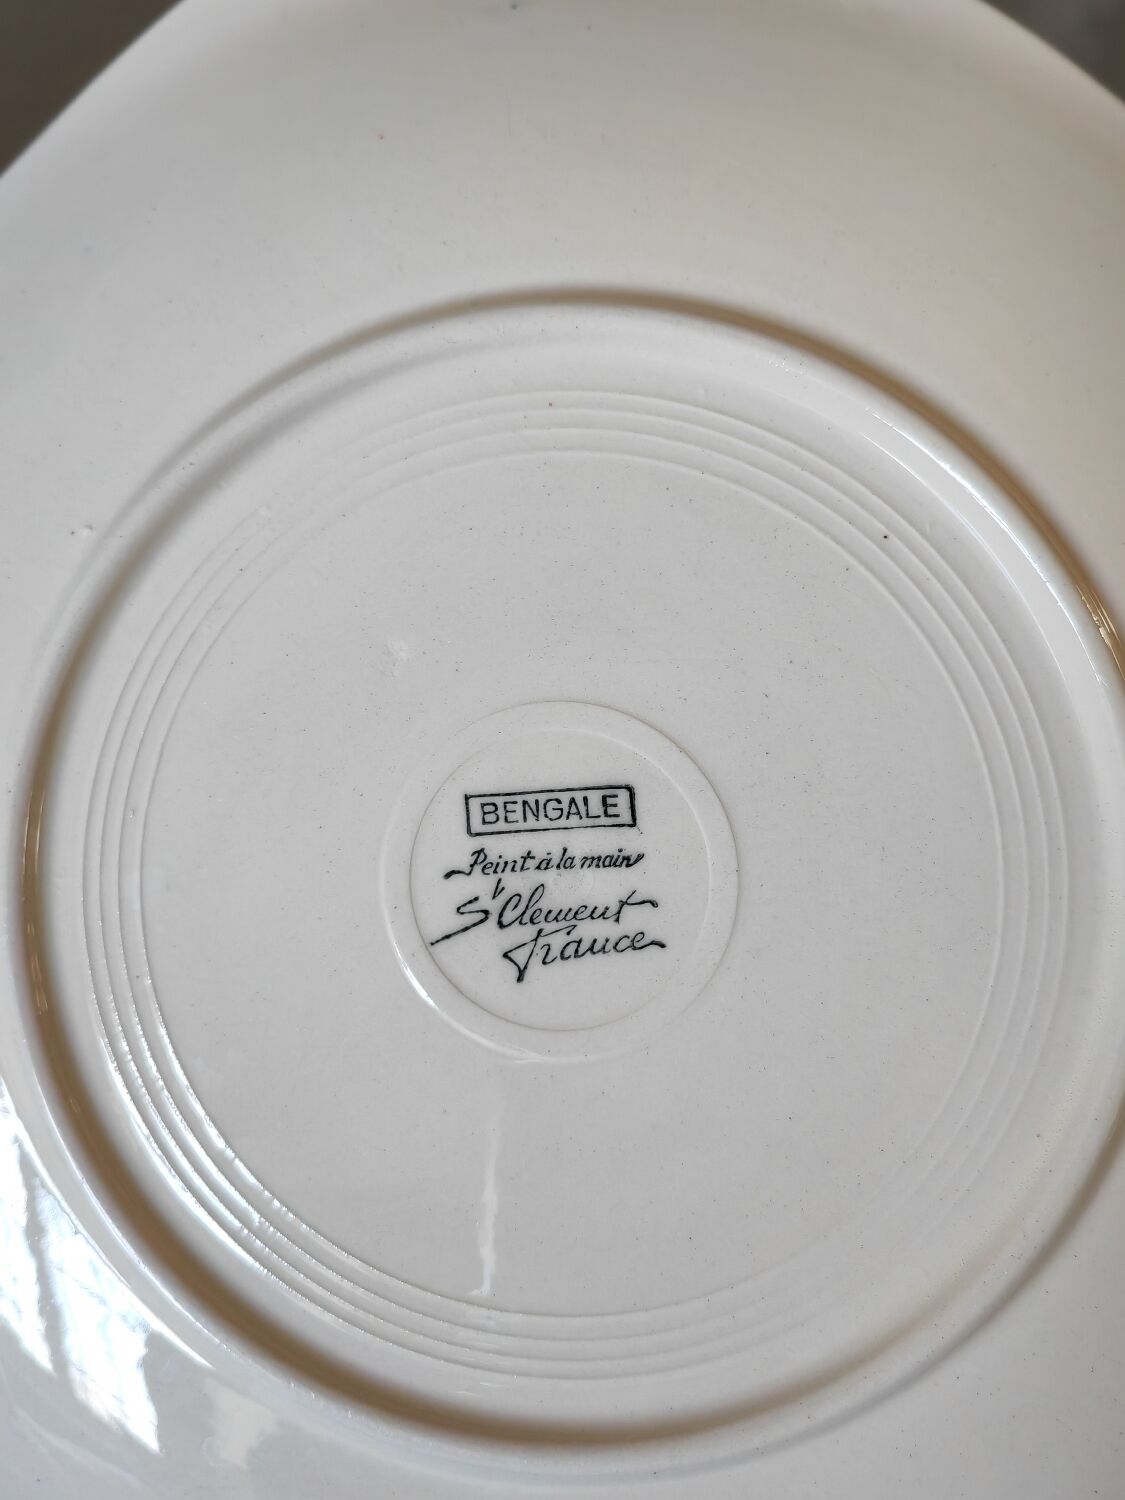 BENGALE
Peint à la main
St Clement
France